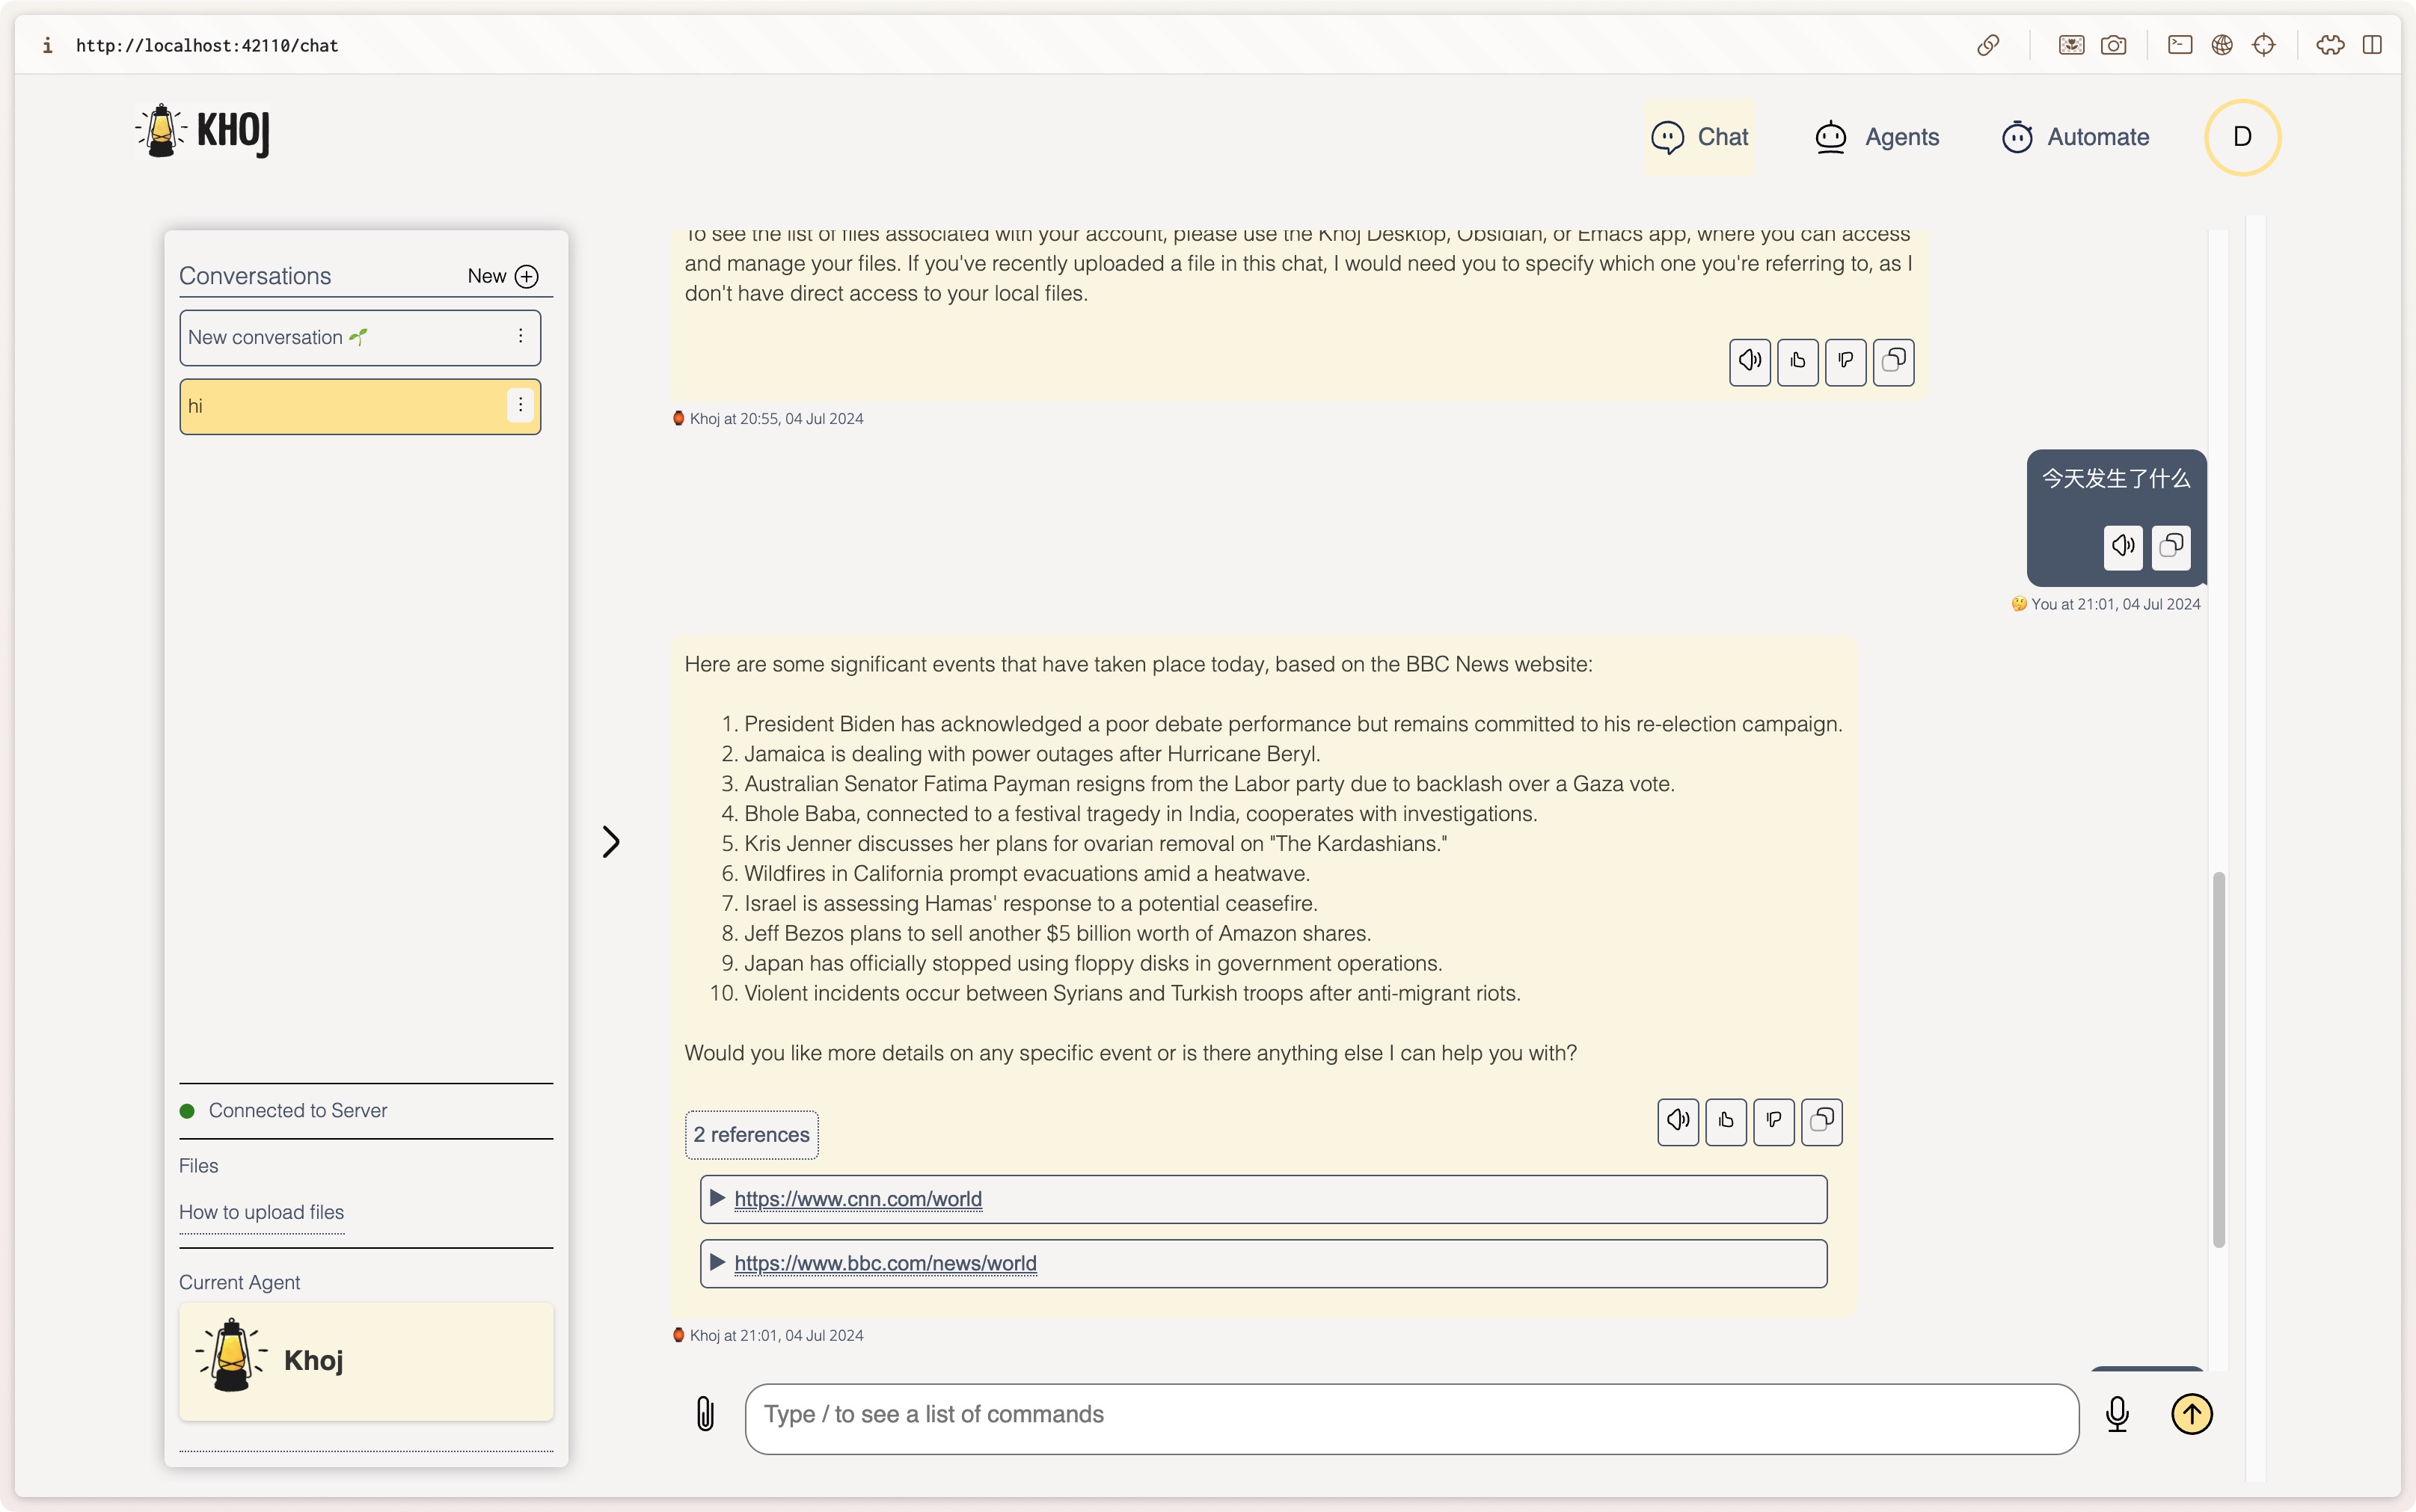 http://localhost:42110/chat
KHOJ
Chat
Agents
Automate
D
Conversations
New
New conversation 🌱
hi
Connected to Server
Files
How to upload files
Current Agent
Khoj
To see the list of files associated with your account, please use the Khoj Desktop, Obsidian, or Emacs app, where you can access
and manage your files. If you've recently uploaded a file in this chat, I would need you to specify which one you're referring to, as I
don't have direct access to your local files.
🏮 Khoj at 20:55, 04 Jul 2024
今天发生了什么
🤔 You at 21:01, 04 Jul 2024
Here are some significant events that have taken place today, based on the BBC News website:
1. President Biden has acknowledged a poor debate performance but remains committed to his re-election campaign.
2. Jamaica is dealing with power outages after Hurricane Beryl.
3. Australian Senator Fatima Payman resigns from the Labor party due to backlash over a Gaza vote.
4. Bhole Baba, connected to a festival tragedy in India, cooperates with investigations.
5. Kris Jenner discusses her plans for ovarian removal on "The Kardashians."
6. Wildfires in California prompt evacuations amid a heatwave.
7. Israel is assessing Hamas' response to a potential ceasefire.
8. Jeff Bezos plans to sell another $5 billion worth of Amazon shares.
9. Japan has officially stopped using floppy disks in government operations.
10. Violent incidents occur between Syrians and Turkish troops after anti-migrant riots.
Would you like more details on any specific event or is there anything else I can help you with?
2 references
https://www.cnn.com/world
https://www.bbc.com/news/world
🏮 Khoj at 21:01, 04 Jul 2024
Type / to see a list of commands